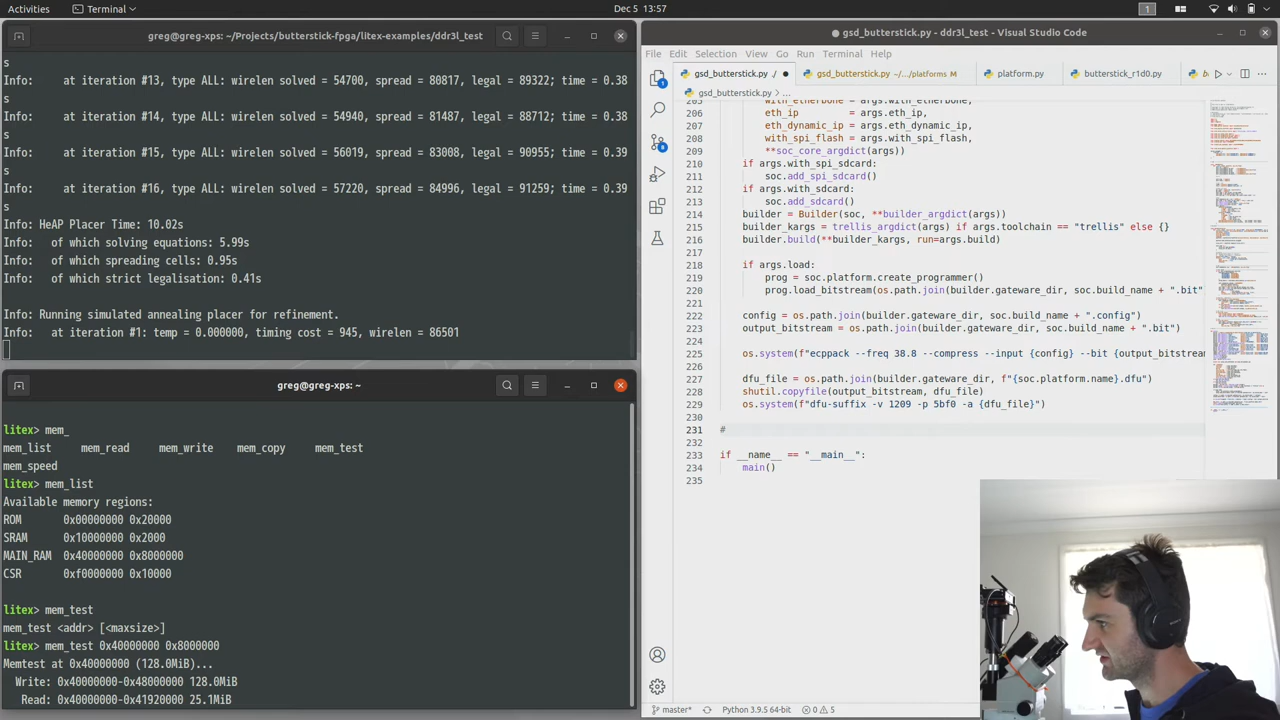 Activities
Terminal
Dec 5 13:57
1
greg@greg-xps: ~/Projects/butterstick-fpga/litex-examples/ddr3l_test
s
Info: at iteration #13, type ALL: wirelen solved = 54700, spread = 80817, legal = 89322; time = 0.38
s
Info: at iteration #14, type ALL: wirelen solved = 54986, spread = 82077, legal = 88973; time = 0.38
s
Info: at iteration #15, type ALL: wirelen solved = 55874, spread = 83103, legal = 90105; time = 0.38
s
Info: at iteration #16, type ALL: wirelen solved = 57220, spread = 84990, legal = 91259; time = 0.39
s
Info: HeAP Placer Time: 10.02s
Info: of which solving equations: 5.99s
Info: of which spreading cells: 0.95s
Info: of which strict legalisation: 0.41s
Info: Running simulated annealing placer for refinement.
Info: at iteration #1: temp = 0.000000, timing cost = 945, wirelen = 86501
greg@greg-xps: ~
litex> mem_
mem_list mem_read mem_write mem_copy mem_test
mem_speed
litex> mem_list
Available memory regions:
ROM 0x00000000 0x20000
SRAM 0x10000000 0x2000
MAIN_RAM 0x40000000 0x8000000
CSR 0xf0000000 0x10000
litex> mem_test
mem_test <addr> [<maxsize>]
litex> mem_test 0x40000000 0x8000000
Memtest at 0x40000000 (128.0MiB)...
Write: 0x40000000-0x48000000 128.0MiB
Read: 0x40000000-0x41920000 25.1MiB
gsd_butterstick.py - ddr3l_test - Visual Studio Code
File Edit Selection View Go Run Terminal Help
gsd_butterstick.py ./
gsd_butterstick.py ~/.../platforms M
platform.py
butterstick_r1d0.py
gsd_butterstick.py > ...
205 with_etherbone = args.with_etherbone,
206 eth_ip = args.eth_ip,
207 eth_dynamic_ip = args.eth_dynamic_ip,
208 with_spi_flash = args.with_spi_flash,
209 **soc_core_argdict(args))
210 if args.with_spi_sdcard:
211 soc.add_spi_sdcard()
212 if args.with_sdcard:
213 soc.add_sdcard()
214 builder = Builder(soc, **builder_argdict(args))
215 builder_kargs = trellis_argdict(args) if args.toolchain == "trellis" else {}
216 builder.build(**builder_kargs, run=args.build)
217
218 if args.load:
219 prog = soc.platform.create_programmer()
220 prog.load_bitstream(os.path.join(builder.gateware_dir, soc.build_name + ".bit"
221
222 config = os.path.join(builder.gateware_dir, soc.build_name + ".config")
223 output_bitstream = os.path.join(builder.gateware_dir, soc.build_name + ".bit")
224
225 os.system(f"ecppack --freq 38.8 --compress --input {config} --bit {output_bitstream
226
227 dfu_file = os.path.join(builder.gateware_dir, f"{soc.platform.name}.dfu")
228 shutil.copyfile(output_bitstream, dfu_file)
229 os.system(f"dfu-suffix -v 1209 -p 5bf0 -a {dfu_file}")
230
231 #
232
233 if __name__ == "__main__":
234 main()
235
master*
Python 3.9.5 64-bit
0 5